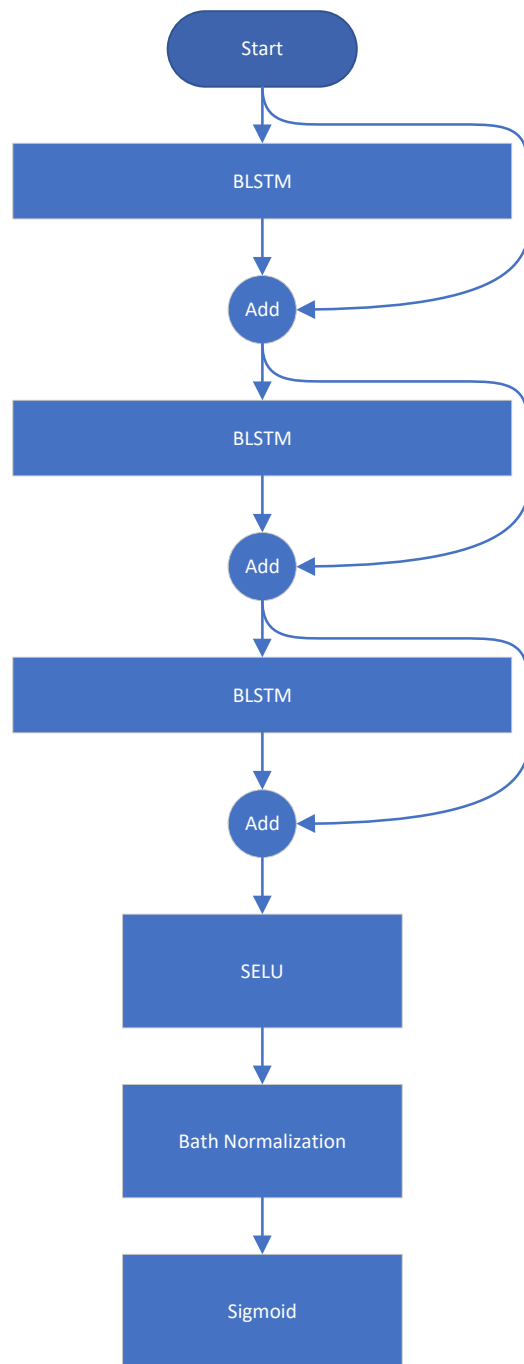 Start
BLSTM
Add
BLSTM
Add
BLSTM
Add
SELU
Bath Normalization
Sigmoid